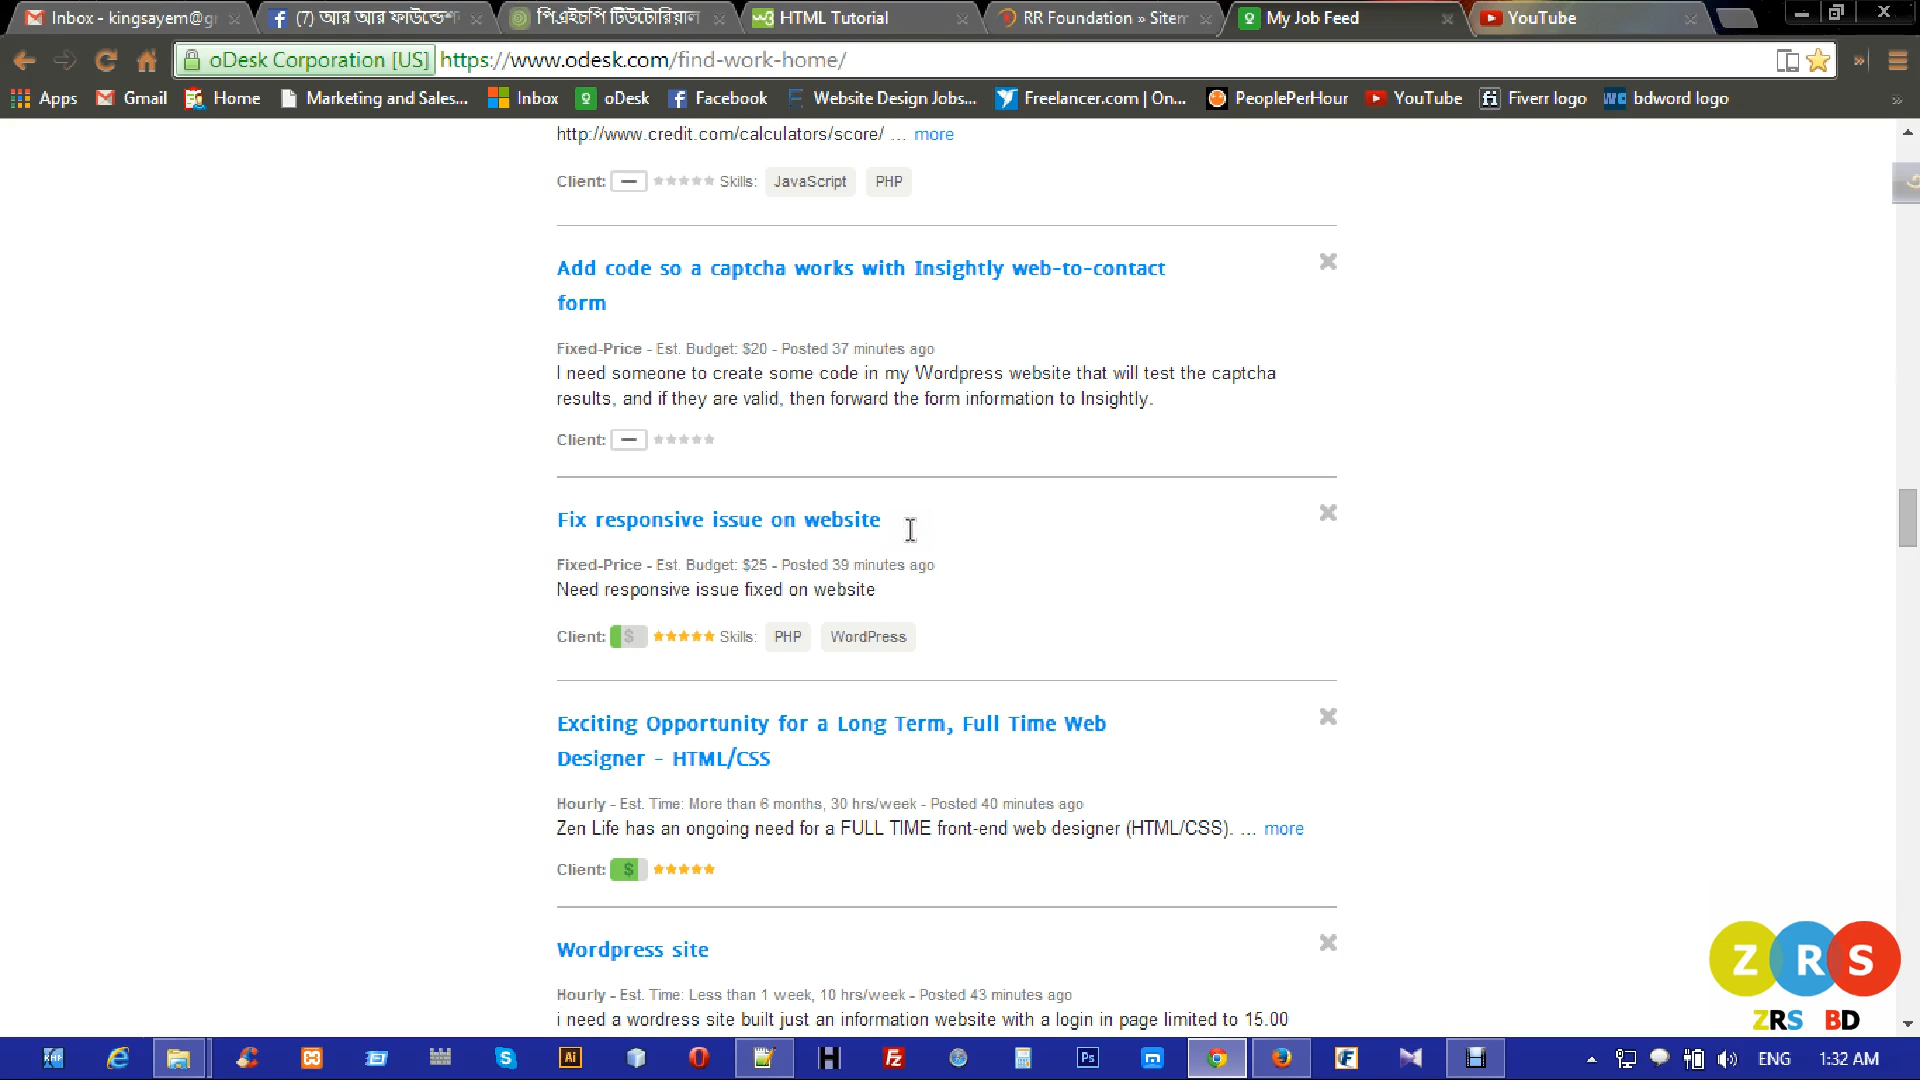 Inbox - kingsayem@g
(7) আর আর ফাউন্ডেশ
পিএইচপি টিউটোরিয়াল
HTML Tutorial
RR Foundation » Sitem
My Job Feed
YouTube
oDesk Corporation [US]
https://www.odesk.com/find-work-home/
Apps
Gmail
Home
Marketing and Sales...
Inbox
oDesk
Facebook
Website Design Jobs...
Freelancer.com | On...
PeoplePerHour
YouTube
Fiverr logo
bdword logo
http://www.credit.com/calculators/score/ ... more
Client: Skills: JavaScript PHP
Add code so a captcha works with Insightly web-to-contact
form
Fixed-Price - Est. Budget: $20 - Posted 37 minutes ago
I need someone to create some code in my Wordpress website that will test the captcha
results, and if they are valid, then forward the form information to Insightly.
Client:
Fix responsive issue on website
Fixed-Price - Est. Budget: $25 - Posted 39 minutes ago
Need responsive issue fixed on website
Client: $ Skills: PHP WordPress
Exciting Opportunity for a Long Term, Full Time Web
Designer - HTML/CSS
Hourly - Est. Time: More than 6 months, 30 hrs/week - Posted 40 minutes ago
Zen Life has an ongoing need for a FULL TIME front-end web designer (HTML/CSS). ... more
Client: $
Wordpress site
Hourly - Est. Time: Less than 1 week, 10 hrs/week - Posted 43 minutes ago
i need a wordress site built just an information website with a login in page limited to 15.00
Z R S
ZRS BD
ENG
1:32 AM